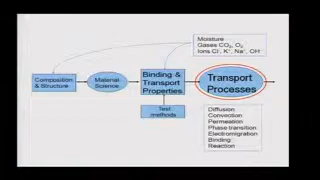 Moisture
Gases CO₂, O₂
Ions Cl⁻, K⁺, Na⁺, OH⁻
Composition
& Structure
Material
Science
Binding &
Transport
Properties
Transport
Processes
Test
methods
Diffusion
Convection
Permeation
Phase transition
Electromigration
Binding
Reaction